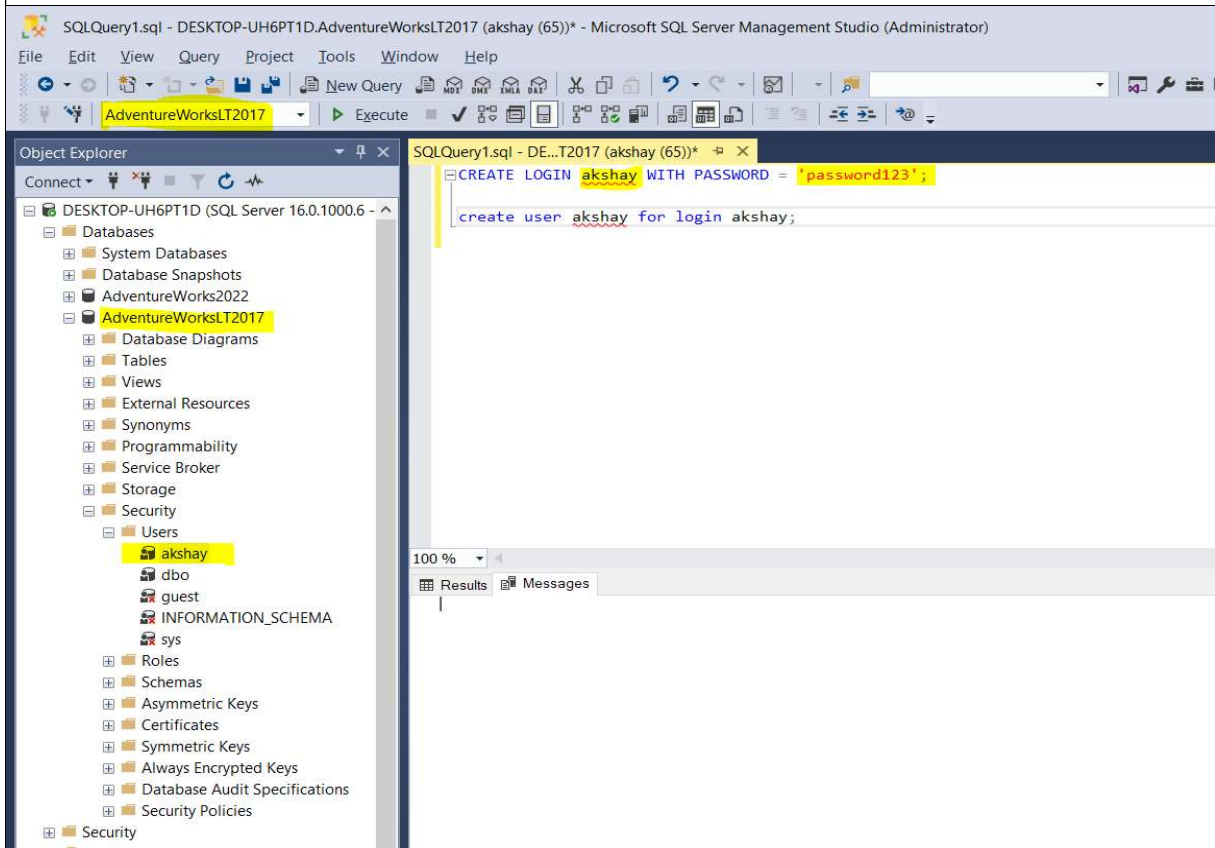 SQLQuery1.sql - DESKTOP-UH6PT1D.AdventureWorksLT2017 (akshay (65))* - Microsoft SQL Server Management Studio (Administrator)
File Edit View Query Project Tools Window Help
New Query MDX DMX XMLA DAX
AdventureWorksLT2017 Execute
Object Explorer
Connect
DESKTOP-UH6PT1D (SQL Server 16.0.1000.6 -
Databases
System Databases
Database Snapshots
AdventureWorks2022
AdventureWorksLT2017
Database Diagrams
Tables
Views
External Resources
Synonyms
Programmability
Service Broker
Storage
Security
Users
akshay
dbo
guest
INFORMATION_SCHEMA
sys
Roles
Schemas
Asymmetric Keys
Certificates
Symmetric Keys
Always Encrypted Keys
Database Audit Specifications
Security Policies
Security
SQLQuery1.sql - DE...T2017 (akshay (65))*
CREATE LOGIN akshay WITH PASSWORD = 'password123';
create user akshay for login akshay;
100 %
Results Messages